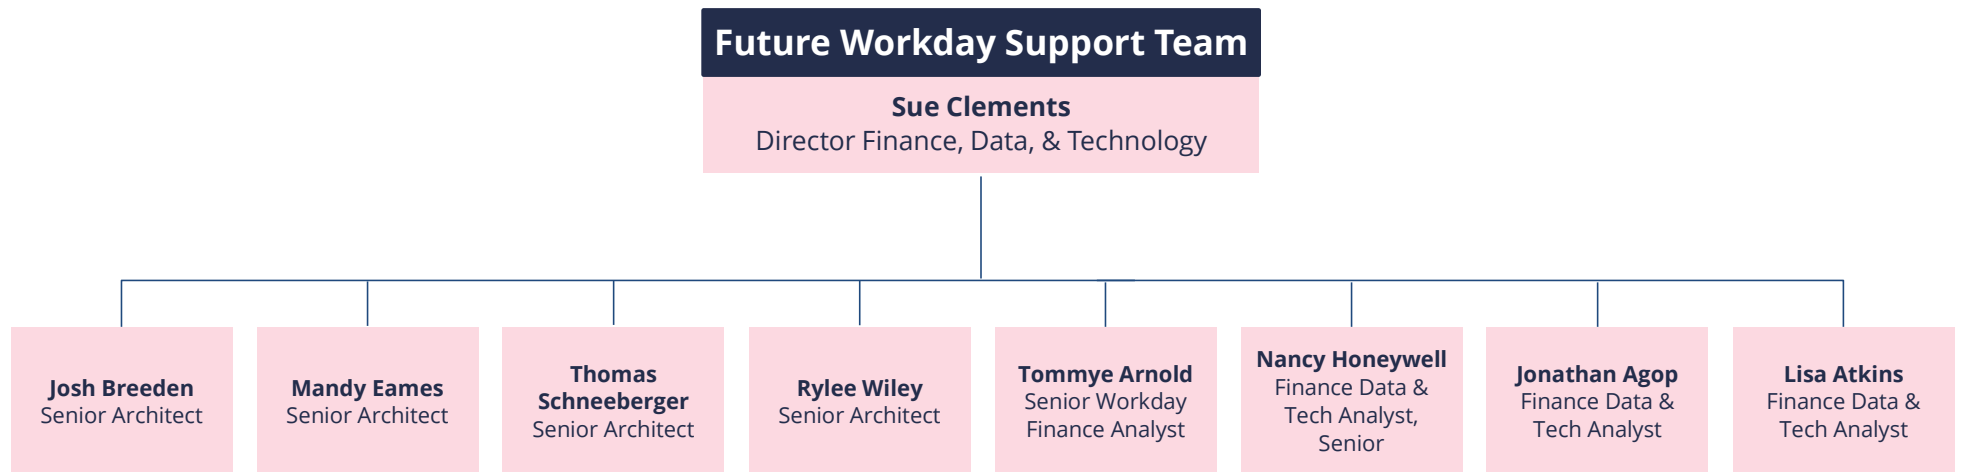 Future Workday Support Team
Sue Clements
Director Finance, Data, & Technology
Josh Breeden
Senior Architect
Mandy Eames
Senior Architect
Thomas
Schneeberger
Senior Architect
Rylee Wiley
Senior Architect
Tommye Arnold
Senior Workday
Finance Analyst
Nancy Honeywell
Finance Data &
Tech Analyst,
Senior
Jonathan Agop
Finance Data &
Tech Analyst
Lisa Atkins
Finance Data &
Tech Analyst